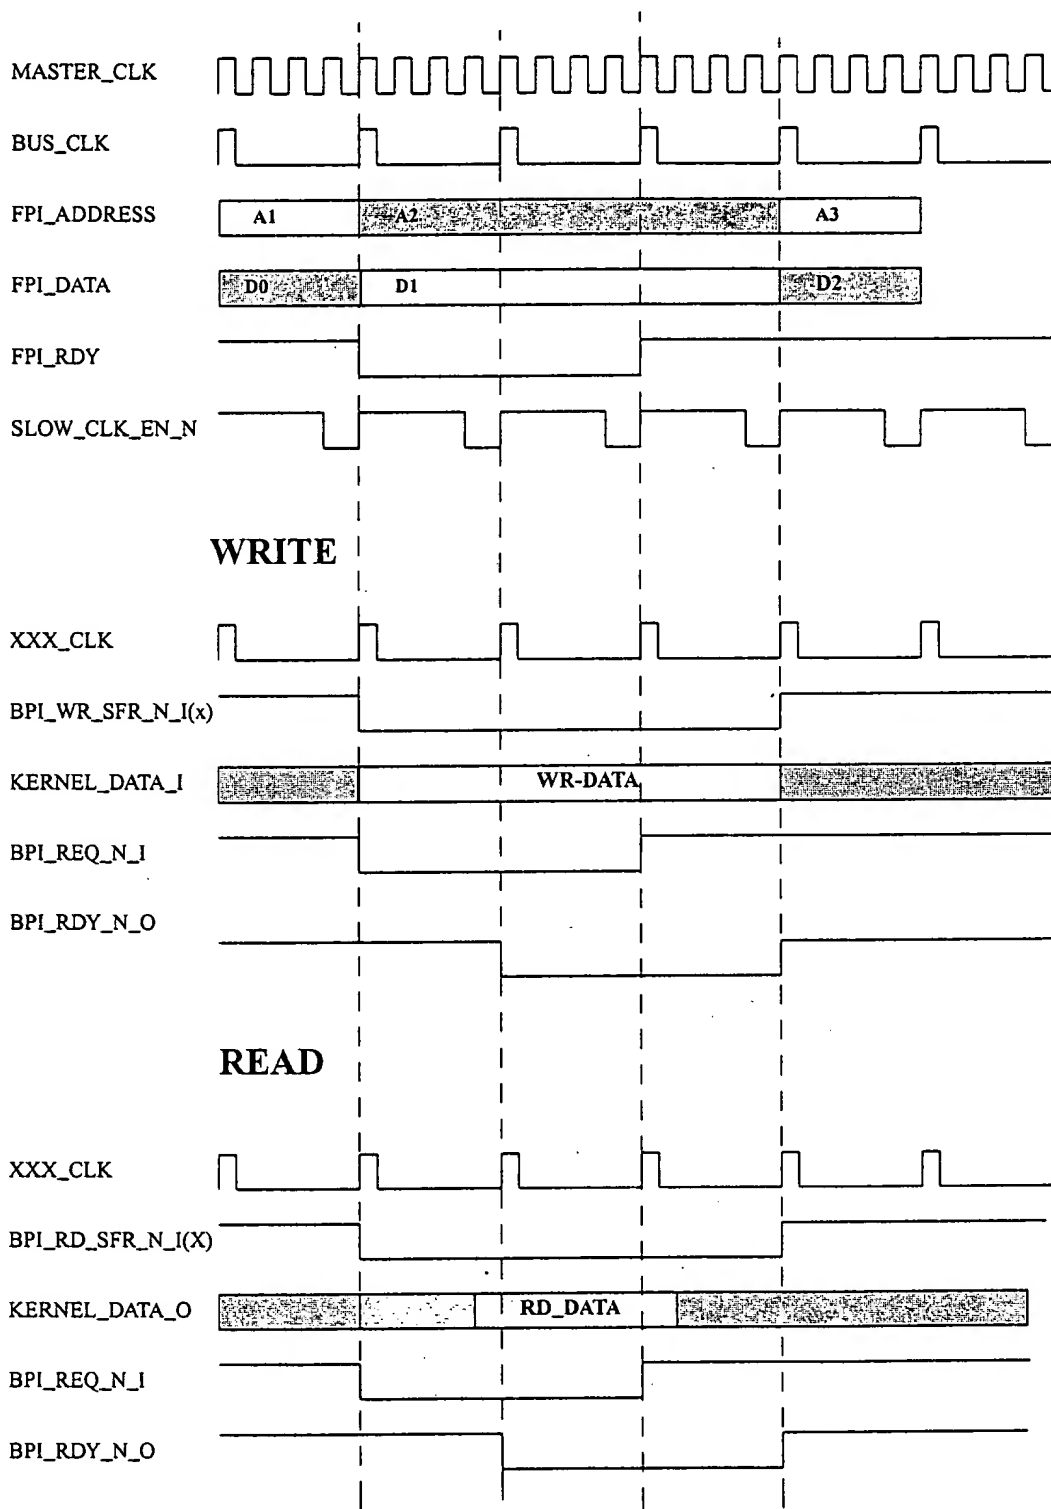 MASTER_CLK
BUS_CLK
FPI_ADDRESS A1 A2 A3
FPI_DATA D0 D1 D2
FPI_RDY
SLOW_CLK_EN_N
WRITE
XXX_CLK
BPI_WR_SFR_N_I(x)
KERNEL_DATA_I WR-DATA
BPI_REQ_N_I
BPI_RDY_N_O
READ
XXX_CLK
BPI_RD_SFR_N_I(X)
KERNEL_DATA_O RD_DATA
BPI_REQ_N_I
BPI_RDY_N_O